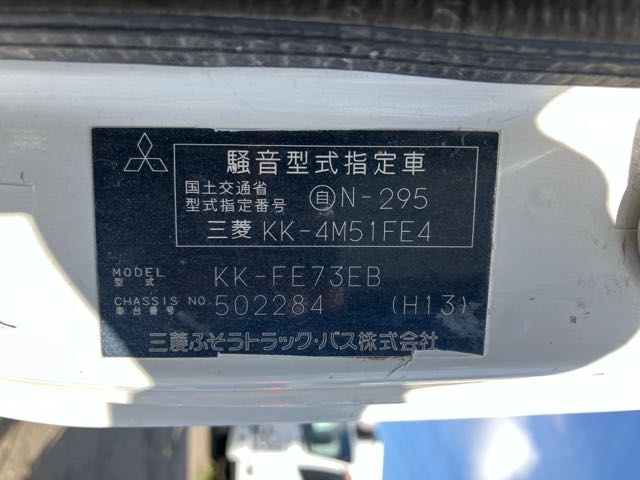 騒音型式指定車
国土交通省
型式指定番号 自N-295
三菱 KK-4M51FE4
MODEL 型式 KK-FE73EB
CHASSIS NO. 車台番号 502284 (H13)
三菱ふそうトラック・バス株式会社